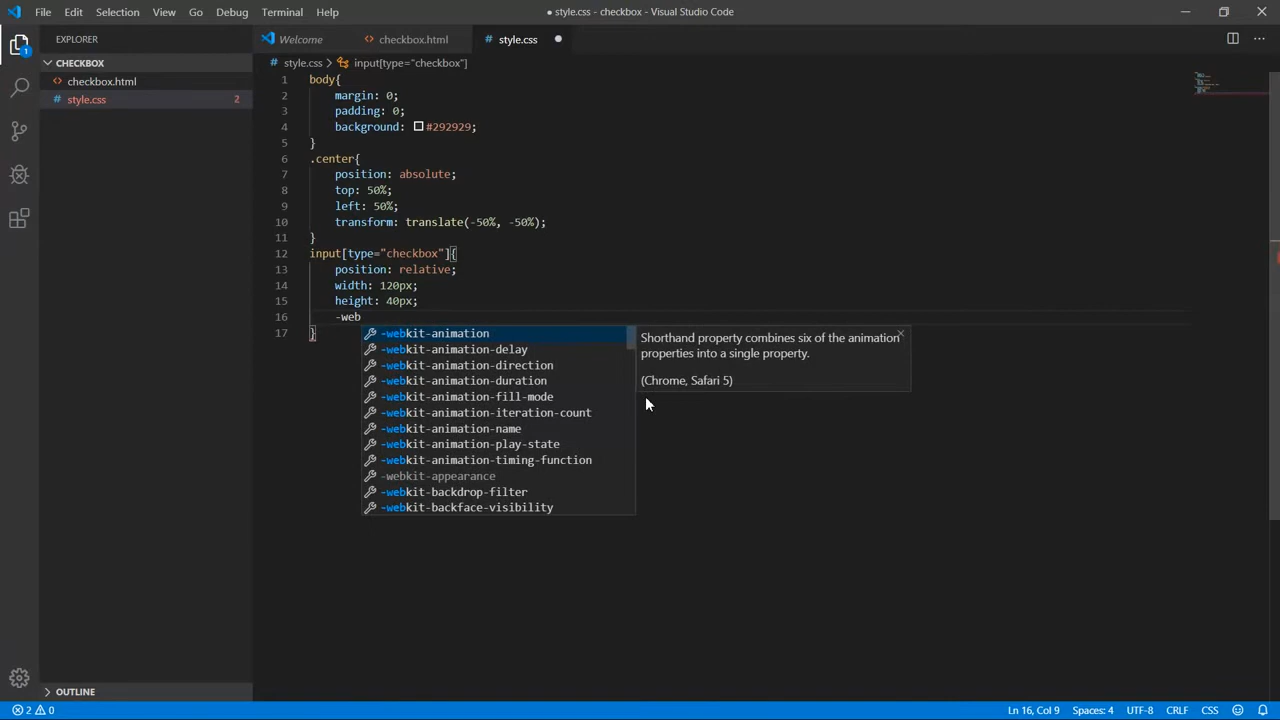 File Edit Selection View Go Debug Terminal Help
● style.css - checkbox - Visual Studio Code
EXPLORER
Welcome
checkbox.html
style.css
CHECKBOX
checkbox.html
style.css 2
style.css > input[type="checkbox"]
1 body{
2 margin: 0;
3 padding: 0;
4 background: #292929;
5 }
6 .center{
7 position: absolute;
8 top: 50%;
9 left: 50%;
10 transform: translate(-50%, -50%);
11 }
12 input[type="checkbox"]{
13 position: relative;
14 width: 120px;
15 height: 40px;
16 -web
17 }
-webkit-animation
-webkit-animation-delay
-webkit-animation-direction
-webkit-animation-duration
-webkit-animation-fill-mode
-webkit-animation-iteration-count
-webkit-animation-name
-webkit-animation-play-state
-webkit-animation-timing-function
-webkit-appearance
-webkit-backdrop-filter
-webkit-backface-visibility
Shorthand property combines six of the animation
properties into a single property.
(Chrome, Safari 5)
1
OUTLINE
2 0
Ln 16, Col 9 Spaces: 4 UTF-8 CRLF CSS